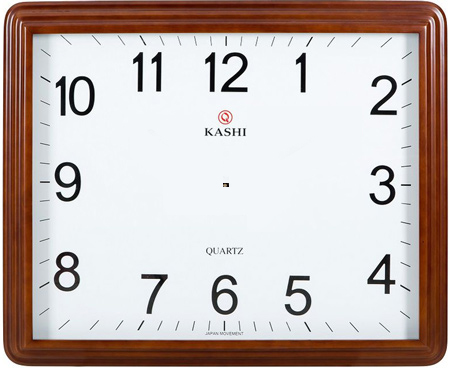 11 12 1
10 2
KASHI
9 3
QUARTZ
8 4
7 6 5
JAPAN MOVEMENT